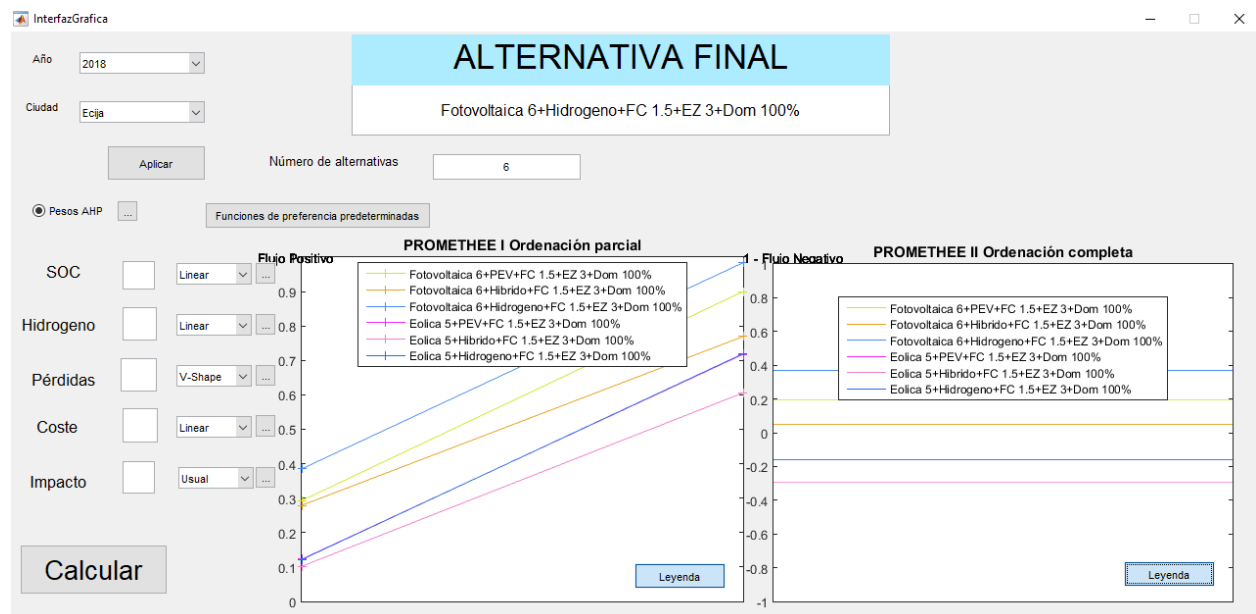 InterfazGrafica
Año
2018
Ciudad
Ecija
Aplicar
ALTERNATIVA FINAL
Fotovoltaica 6+Hidrogeno+FC 1.5+EZ 3+Dom 100%
Número de alternativas
6
Pesos AHP
...
Funciones de preferencia predeterminadas
SOC
Linear
...
Hidrogeno
Linear
...
Pérdidas
V-Shape
...
Coste
Linear
...
Impacto
Usual
...
Calcular
PROMETHEE I Ordenación parcial
Flujo Positivo
1 - Flujo Negativo
Fotovoltaica 6+PEV+FC 1.5+EZ 3+Dom 100%
Fotovoltaica 6+Hibrido+FC 1.5+EZ 3+Dom 100%
Fotovoltaica 6+Hidrogeno+FC 1.5+EZ 3+Dom 100%
Eolica 5+PEV+FC 1.5+EZ 3+Dom 100%
Eolica 5+Hibrido+FC 1.5+EZ 3+Dom 100%
Eolica 5+Hidrogeno+FC 1.5+EZ 3+Dom 100%
0.9
0.8
0.7
0.6
0.5
0.4
0.3
0.2
0.1
0
Leyenda
PROMETHEE II Ordenación completa
Fotovoltaica 6+PEV+FC 1.5+EZ 3+Dom 100%
Fotovoltaica 6+Hibrido+FC 1.5+EZ 3+Dom 100%
Fotovoltaica 6+Hidrogeno+FC 1.5+EZ 3+Dom 100%
Eolica 5+PEV+FC 1.5+EZ 3+Dom 100%
Eolica 5+Hibrido+FC 1.5+EZ 3+Dom 100%
Eolica 5+Hidrogeno+FC 1.5+EZ 3+Dom 100%
1
0.8
0.6
0.4
0.2
0
-0.2
-0.4
-0.6
-0.8
-1
Leyenda